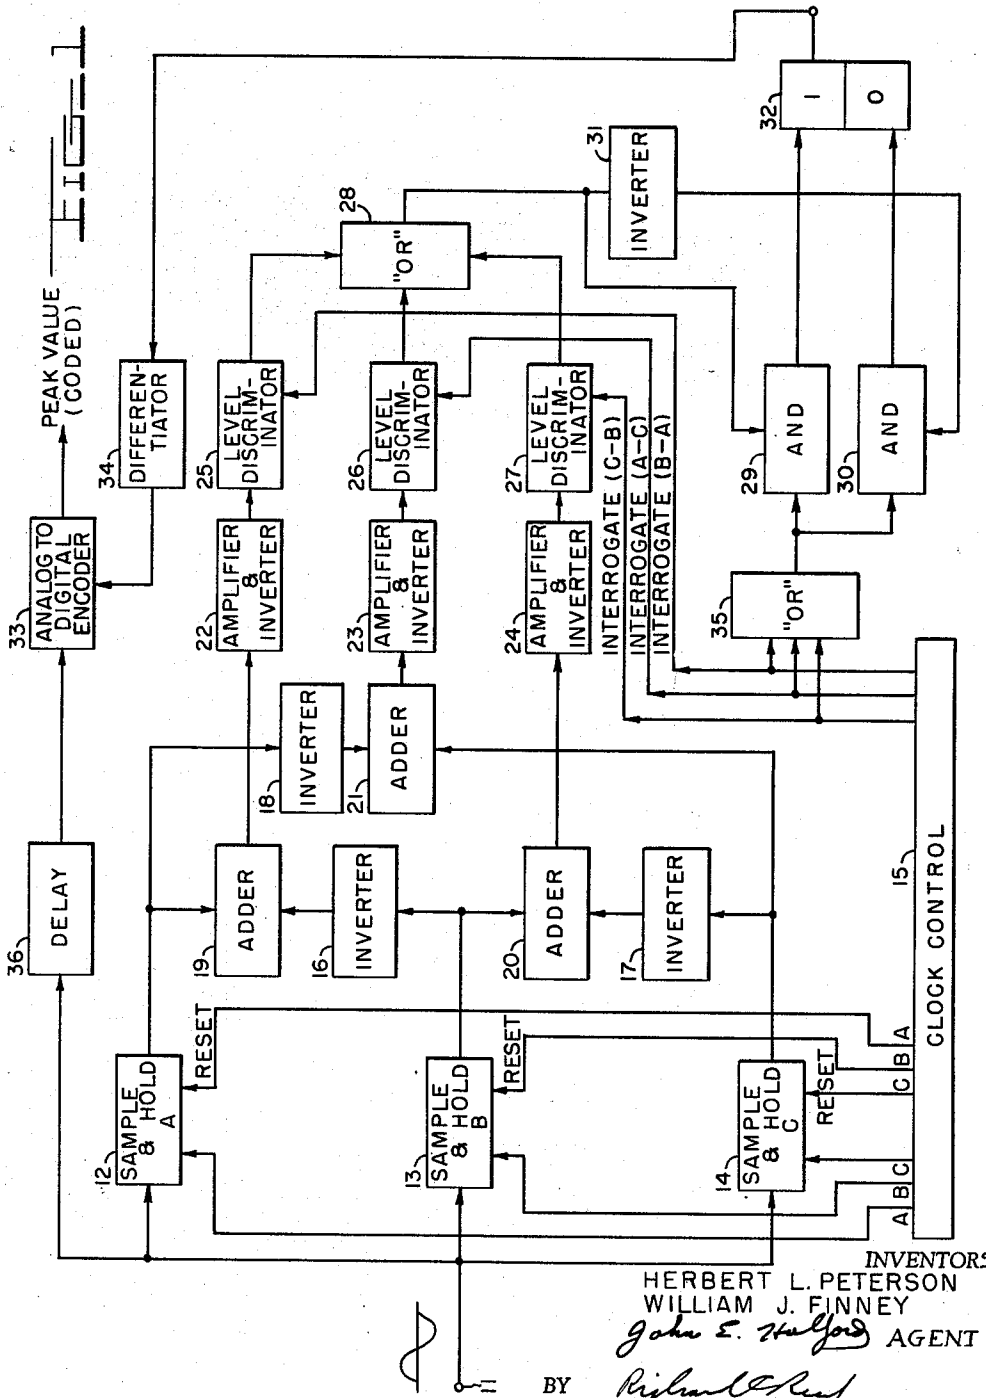 PEAK VALUE
(CODED)
33
ANALOG TO
DIGITAL
ENCODER
34
DIFFEREN-
TIATOR
36
DELAY
25
LEVEL
DISCRIM-
INATOR
26
LEVEL
DISCRIM-
INATOR
27
LEVEL
DISCRIM-
INATOR
28
"OR"
31
INVERTER
32
1
0
22
AMPLIFIER
&
INVERTER
23
AMPLIFIER
&
INVERTER
24
AMPLIFIER
&
INVERTER
INTERROGATE (C-B)
INTERROGATE (A-C)
INTERROGATE (B-A)
29
AND
30
AND
35
"OR"
18
INVERTER
21
ADDER
19
ADDER
16
INVERTER
20
ADDER
17
INVERTER
12
SAMPLE
& HOLD
A
RESET
13
SAMPLE
& HOLD
B
RESET
14
SAMPLE
& HOLD
C
RESET
15
CLOCK CONTROL
A B C C B A
11
INVENTORS
HERBERT L. PETERSON
WILLIAM J. FINNEY
John E. AGENT
BY